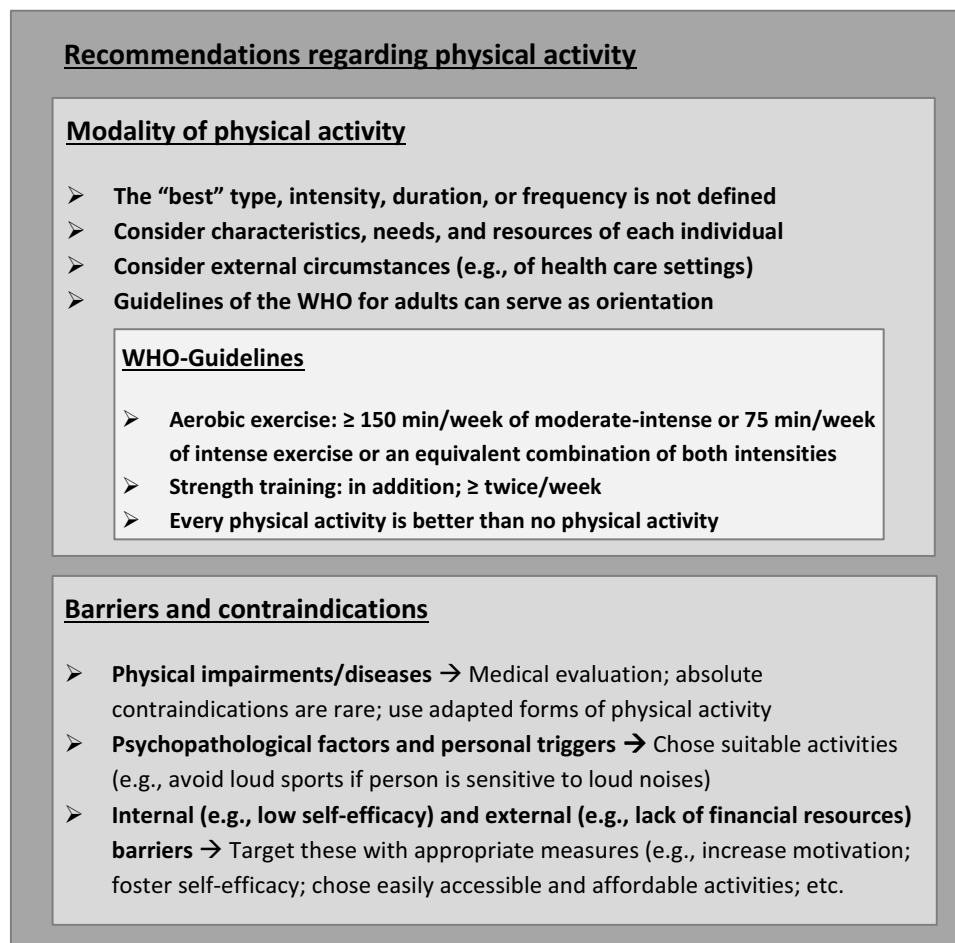 Recommendations regarding physical activity
Modality of physical activity
➢ The “best” type, intensity, duration, or frequency is not defined
➢ Consider characteristics, needs, and resources of each individual
➢ Consider external circumstances (e.g., of health care settings)
➢ Guidelines of the WHO for adults can serve as orientation
WHO-Guidelines
➢ Aerobic exercise: ≥ 150 min/week of moderate-intense or 75 min/week
of intense exercise or an equivalent combination of both intensities
➢ Strength training: in addition; ≥ twice/week
➢ Every physical activity is better than no physical activity
Barriers and contraindications
➢ Physical impairments/diseases → Medical evaluation; absolute
contraindications are rare; use adapted forms of physical activity
➢ Psychopathological factors and personal triggers → Chose suitable activities
(e.g., avoid loud sports if person is sensitive to loud noises)
➢ Internal (e.g., low self-efficacy) and external (e.g., lack of financial resources)
barriers → Target these with appropriate measures (e.g., increase motivation;
foster self-efficacy; chose easily accessible and affordable activities; etc.